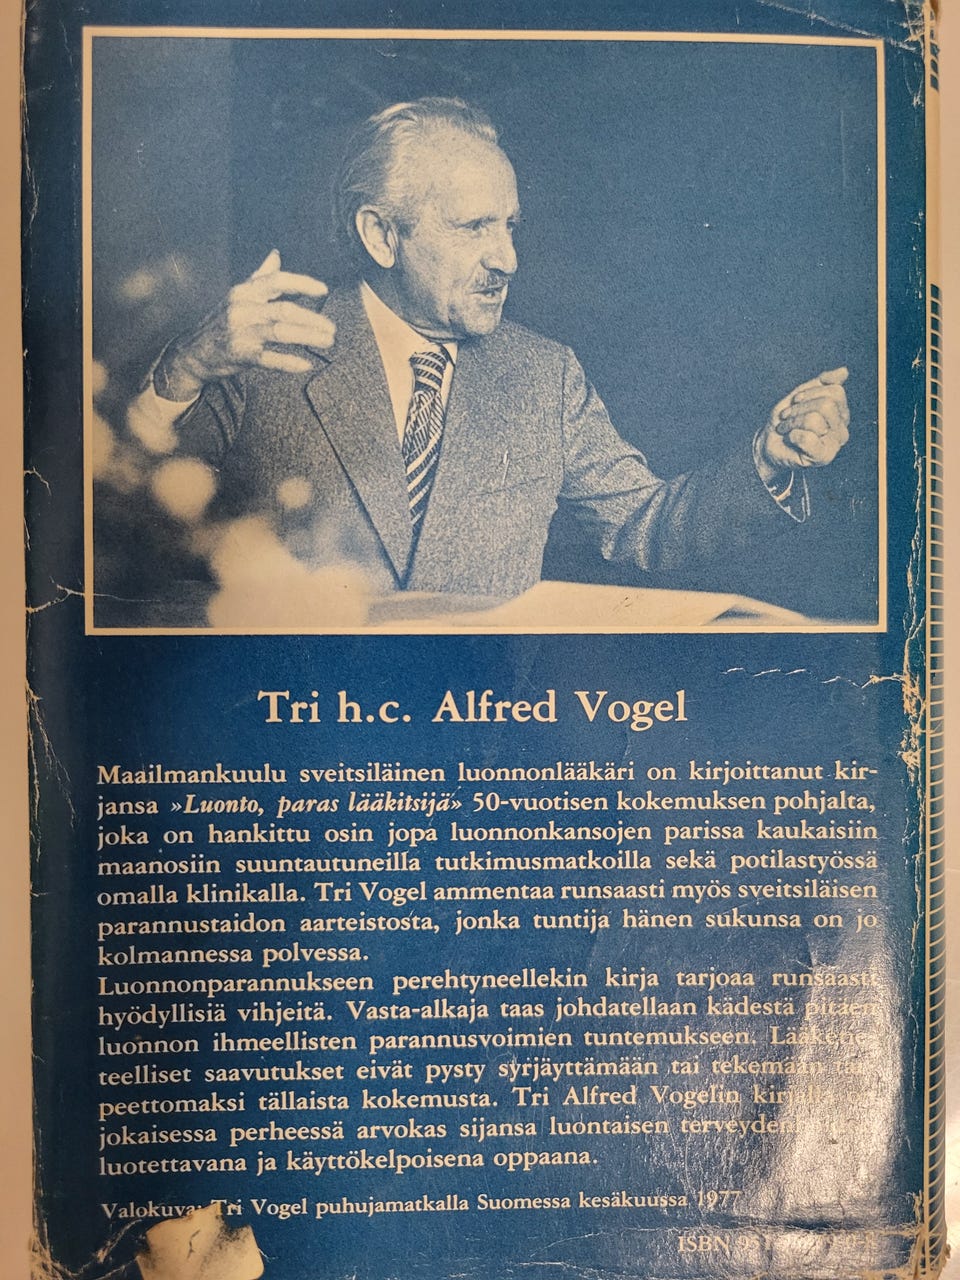 Tri h.c. Alfred Vogel
Maailmankuulu sveitsiläinen luonnonlääkäri on kirjoittanut kir-
jansa »Luonto, paras lääkitsijä» 50-vuotisen kokemuksen pohjalta,
joka on hankittu osin jopa luonnonkansojen parissa kaukaisiin
maanosiin suuntautuneilla tutkimusmatkoilla sekä potilastyössä
omalla klinikalla. Tri Vogel ammentaa runsaasti myös sveitsiläisen
parannustaidon aarteistosta, jonka tuntija hänen sukunsa on jo
kolmannessa polvessa.
Luonnonparannukseen perehtyneellekin kirja tarjoaa runsaasti
hyödyllisiä vihjeitä. Vasta-alkaja taas johdatellaan kädestä pitäen
luonnon ihmeellisten parannusvoimien tuntemukseen. Lääketie-
teelliset saavutukset eivät pysty syrjäyttämään tai tekemään tar-
peettomaksi tällaista kokemusta. Tri Alfred Vogelin
jokaisessa perheessä arvokas sijansa luontaisen
luotettavana ja käyttökelpoisena oppaana.
Valokuva: Tri Vogel puhujamatkalla Suomessa kesäkuussa 1977
ISBN